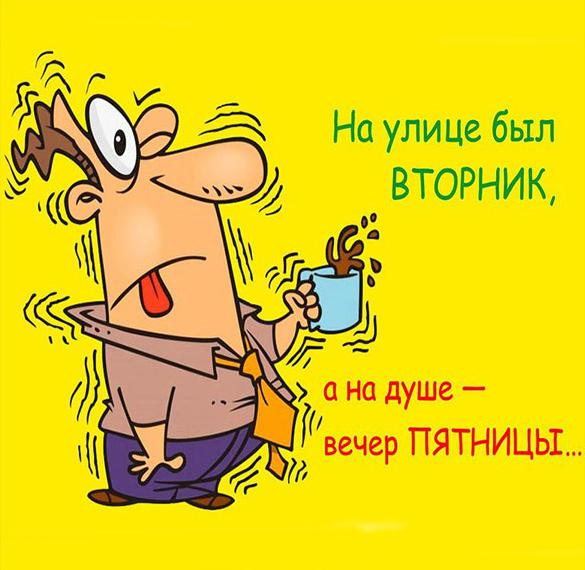 На улице был
ВТОРНИК,
а на душе —
вечер ПЯТНИЦЫ...